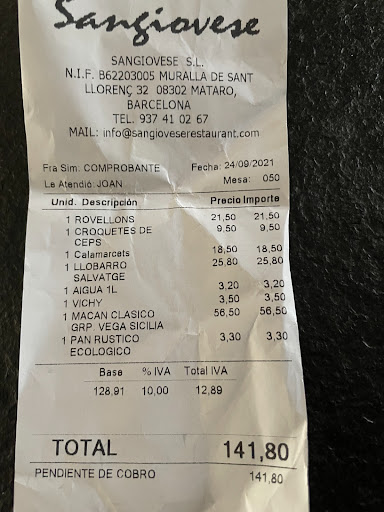 Sangiovese
SANGIOVESE S.L.
N.I.F. B62203005 MURALLA DE SANT
LLORENÇ 32 08302 MATARO,
BARCELONA
TEL. 937 41 02 67
MAIL: info@sangioveserestaurant.com
Fra Sim: COMPROBANTE Fecha: 24/09/2021
Le Atendió: JOAN Mesa: 050
Unid. Descripción Precio Importe
1 ROVELLONS 21,50 21,50
1 CROQUETES DE CEPS 9,50 9,50
1 Calamarcets 18,50 18,50
1 LLOBARRO SALVATGE 25,80 25,80
1 AIGUA 1L 3,20 3,20
1 VICHY 3,50 3,50
1 MACAN CLASICO GRP. VEGA SICILIA 56,50 56,50
1 PAN RUSTICO ECOLOGICO 3,30 3,30
Base % IVA Total IVA
128,91 10,00 12,89
TOTAL 141,80
PENDIENTE DE COBRO 141,80